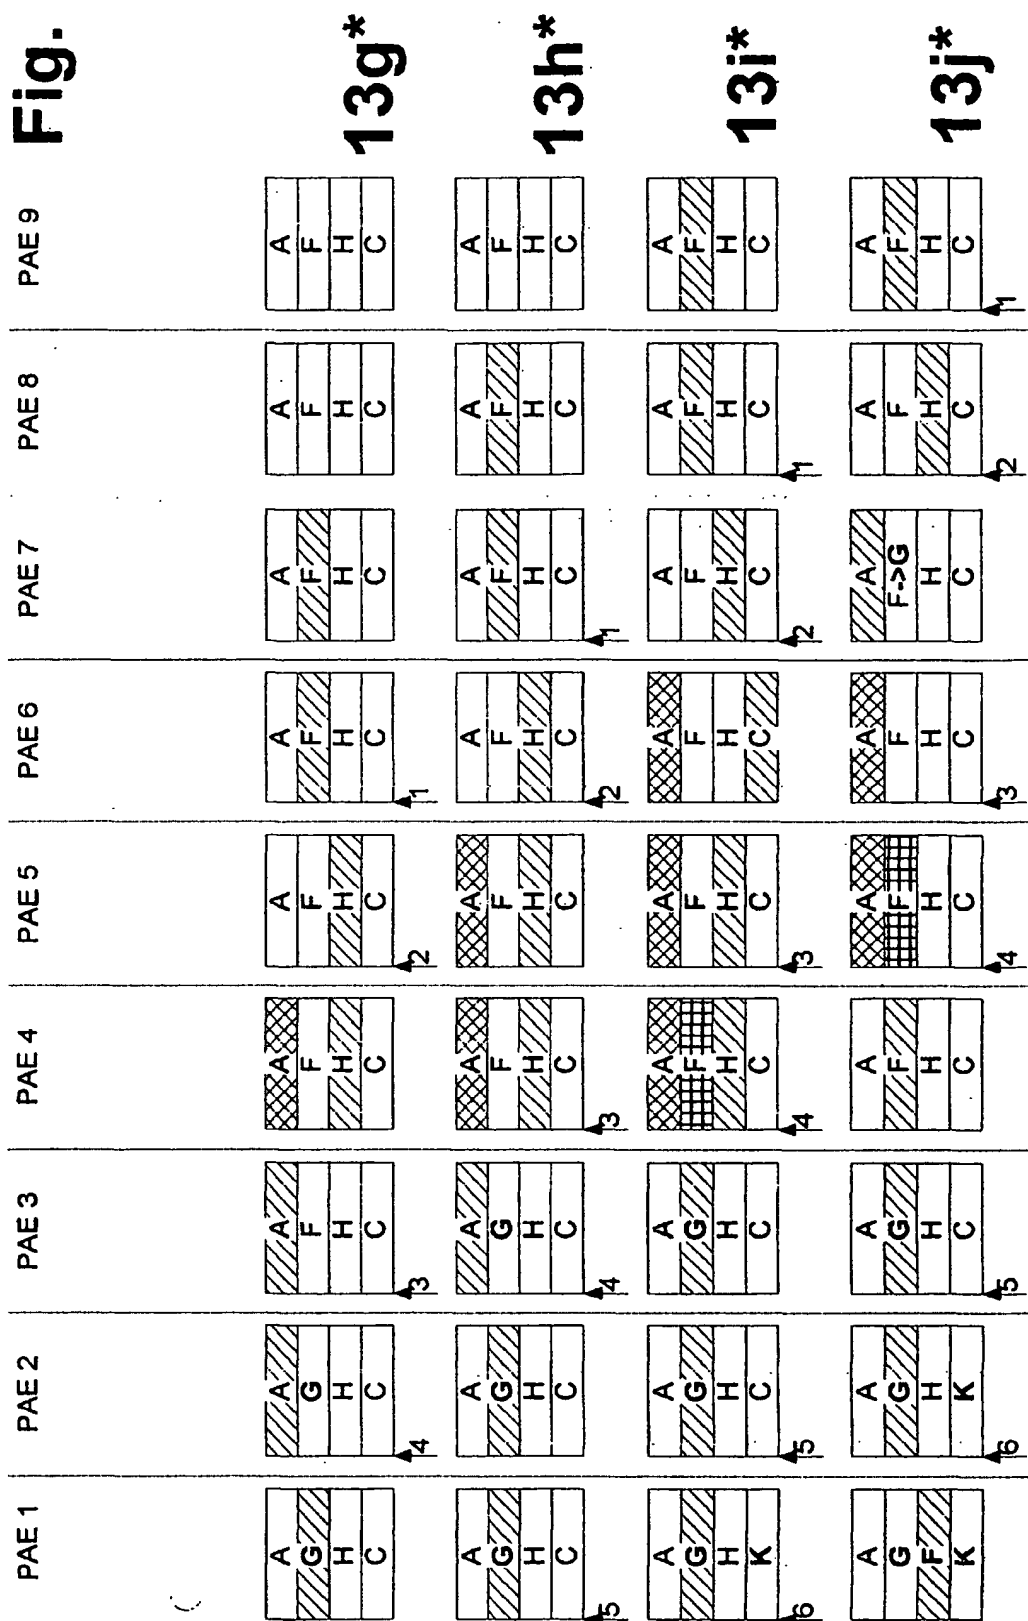 PAE 1 PAE 2 PAE 3 PAE 4 PAE 5 PAE 6 PAE 7 PAE 8 PAE 9 Fig.
A A A A A A A A A
G G F F F F F F F
H H H H H H H H H
C C C C C C C C C
13g*
4 3 2 1
A A A A A A A A A
G G G F F F F F F
H H H H H H H H H
C C C C C C C C C
13h*
5 4 3 2 1
A A A A A A A A A
G G G F F F F F F
H H H H H H H H H
K C C C C C C C C
13i*
6 5 4 3 2 1
A A A A A A A A A
G G G F F F F->G F F
F H H H H H H H H
K K C C C C C C C
13j*
6 5 4 3 2 1